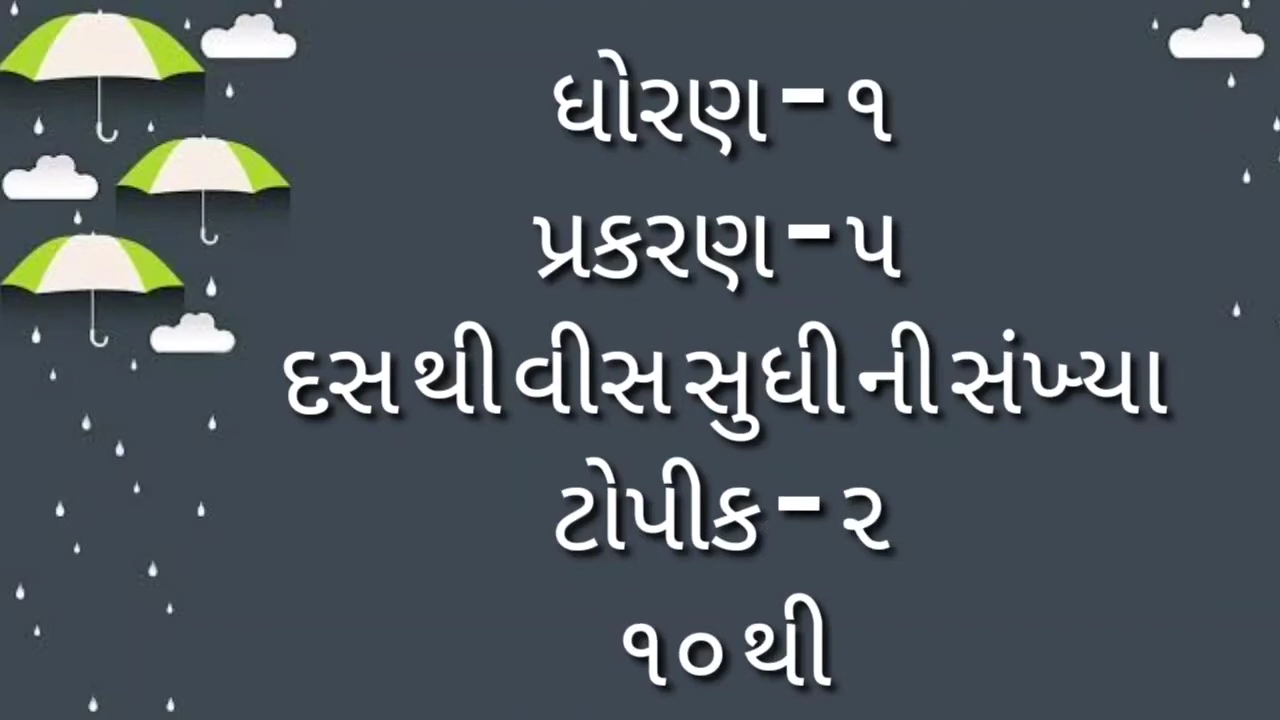 ધોરણ - ૧
પ્રકરણ - ૫
દસ થી વીસ સુધી ની સંખ્યા
ટોપીક - ૨
૧૦ થી